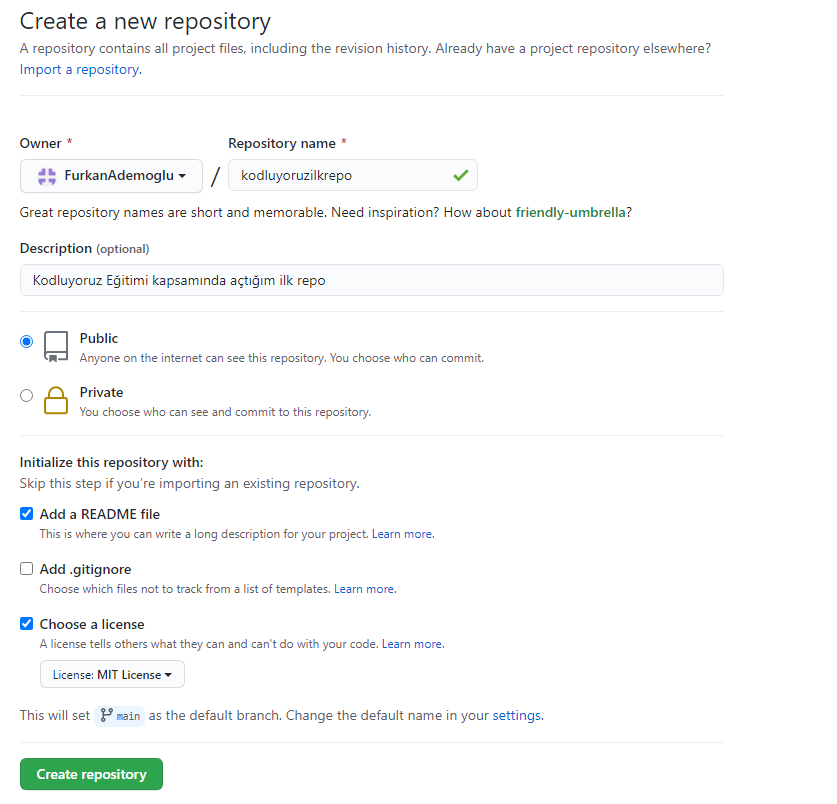 Create a new repository
A repository contains all project files, including the revision history. Already have a project repository elsewhere?
Import a repository.
Owner *
Repository name *
FurkanAdemoglu / kodluyoruzilkrepo
Great repository names are short and memorable. Need inspiration? How about friendly-umbrella?
Description (optional)
Kodluyoruz Eğitimi kapsamında açtığım ilk repo
Public
Anyone on the internet can see this repository. You choose who can commit.
Private
You choose who can see and commit to this repository.
Initialize this repository with:
Skip this step if you're importing an existing repository.
Add a README file
This is where you can write a long description for your project. Learn more.
Add .gitignore
Choose which files not to track from a list of templates. Learn more.
Choose a license
A license tells others what they can and can't do with your code. Learn more.
License: MIT License
This will set main as the default branch. Change the default name in your settings.
Create repository